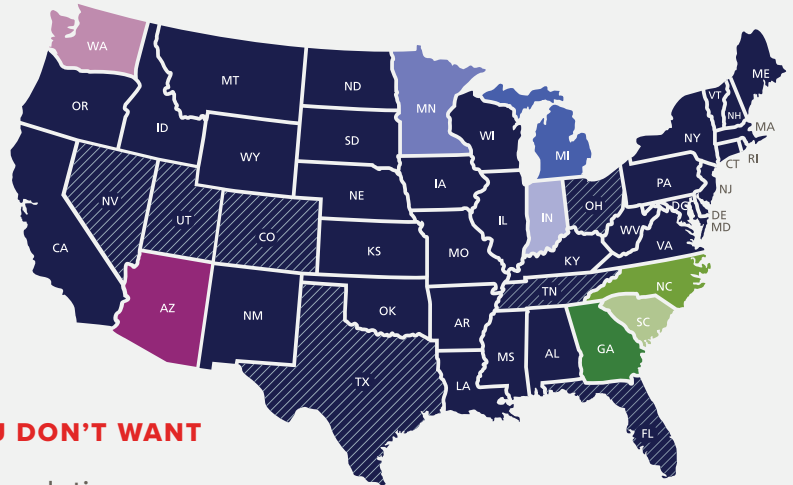 WA
MT
ND
MN
OR
ID
SD
WI
MI
WY
NE
IA
NV
UT
CO
CA
KS
MO
IL
IN
OH
PA
NY
VT
NH
ME
MA
RI
CT
NJ
DE
MD
DC
WV
VA
KY
AZ
NM
OK
AR
TN
NC
SC
TX
LA
MS
AL
GA
FL
U DON'T WANT